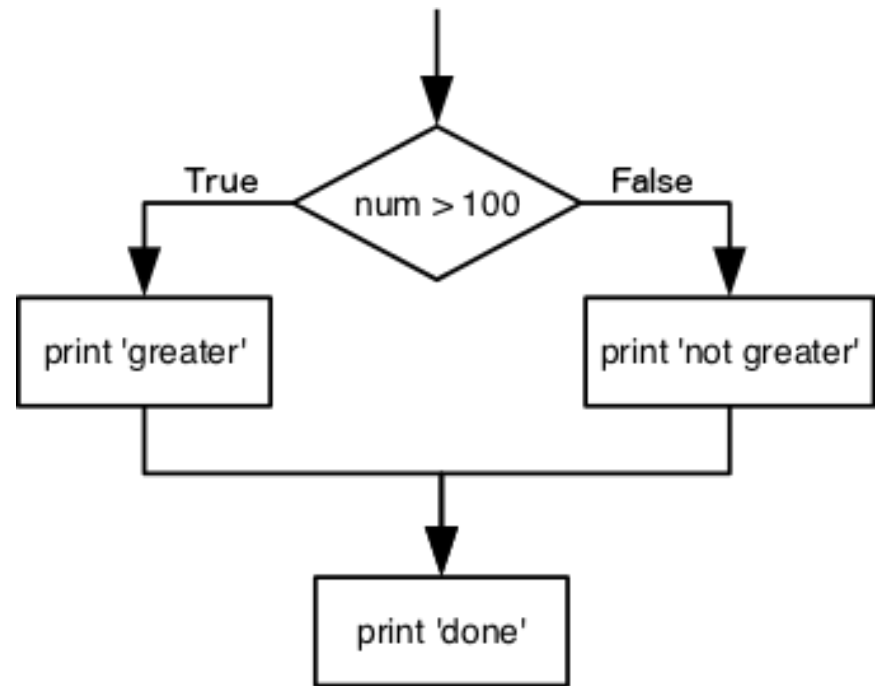 True
num > 100
False
print 'greater'
print 'not greater'
print 'done'